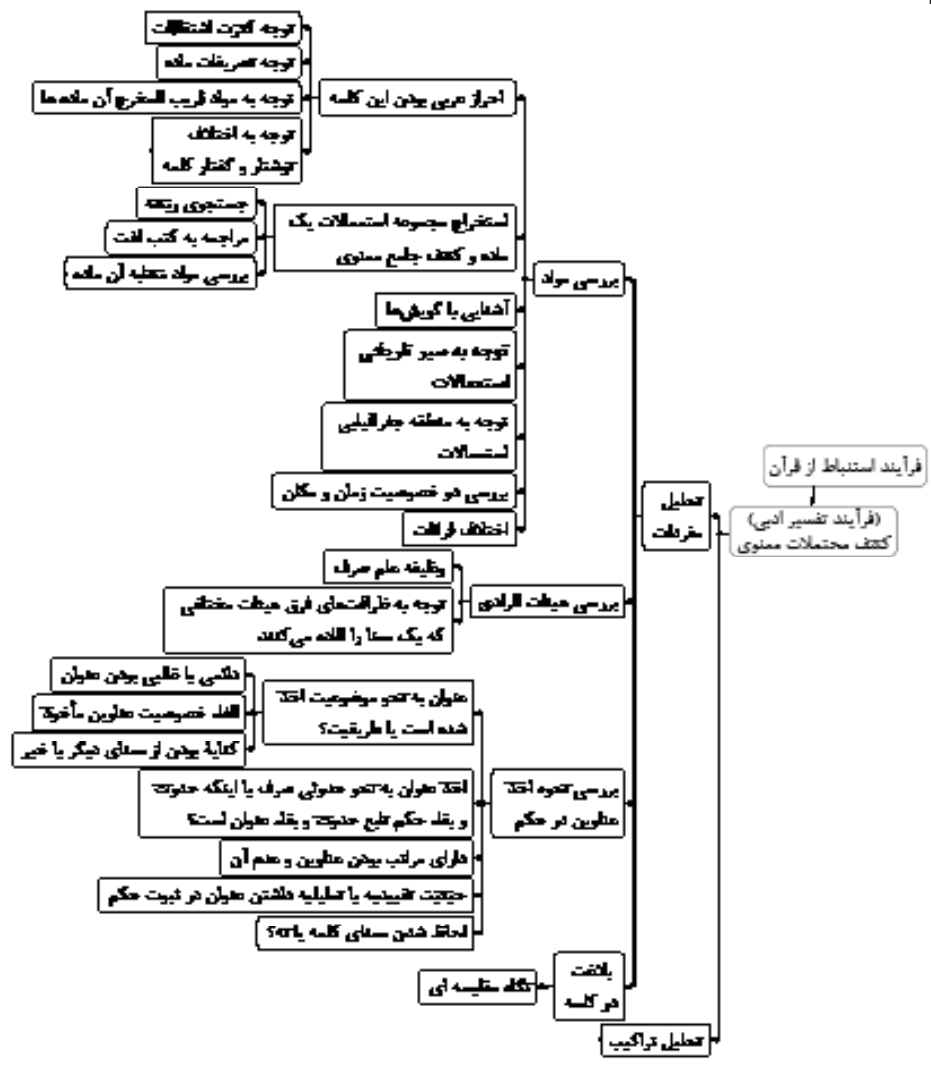 فرآیند استنباط از قرآن
(فرآیند تفسیر ادبی)
کشف محتملات معنوی
تحلیل
مفردات
بررسی مواد
احراز عربی بودن این کلمه
توجه کثرت اشتقاقات
توجه تصریفات ماده
توجه به مواد قریب المخرج آن ماده ها
توجه به اختلاف
نوشتار و گفتار کلمه
استخراج مجموعه استعمالات یک
ماده و کشف جامع معنوی
جستجوی ریشه
مراجعه به کتب لغت
بررسی مواد متقلبه آن ماده
آشنایی با گویش‌ها
توجه به سیر تاریخی
استعمالات
توجه به منطقه جغرافیایی
استعمالات
بررسی دو خصوصیت زمان و مکان
اختلاف قرائت
بررسی هیئات افرادی
وظیفه علم صرف
توجه به ظرافت‌های فرق هیئات مختلفی
که یک معنا را افاده می‌کنند
بررسی نحوه اخذ
عناوین در حکم
عنوان به نحو موضوعیت اخذ
شده است یا طریقیت؟
دائمی یا غالبی بودن عنوان
الغاء خصوصیت عناوین مأخوذ
کنایهٔ بودن از معنای دیگر یا خیر
اخذ عنوان به نحو حدوثی صرف یا اینکه حدوث
و بقاء حکم تابع حدوث و بقاء عنوان است؟
دارای مراتب بودن عناوین و عدم آن
حیثیت تقییدیه یا تعلیلیه داشتن عنوان در ثبوت حکم
لحاظ شدن معنای کلمه یا نه؟
بلاغت
در کلمه
نگاه مقایسه ای
تحلیل تراکیب